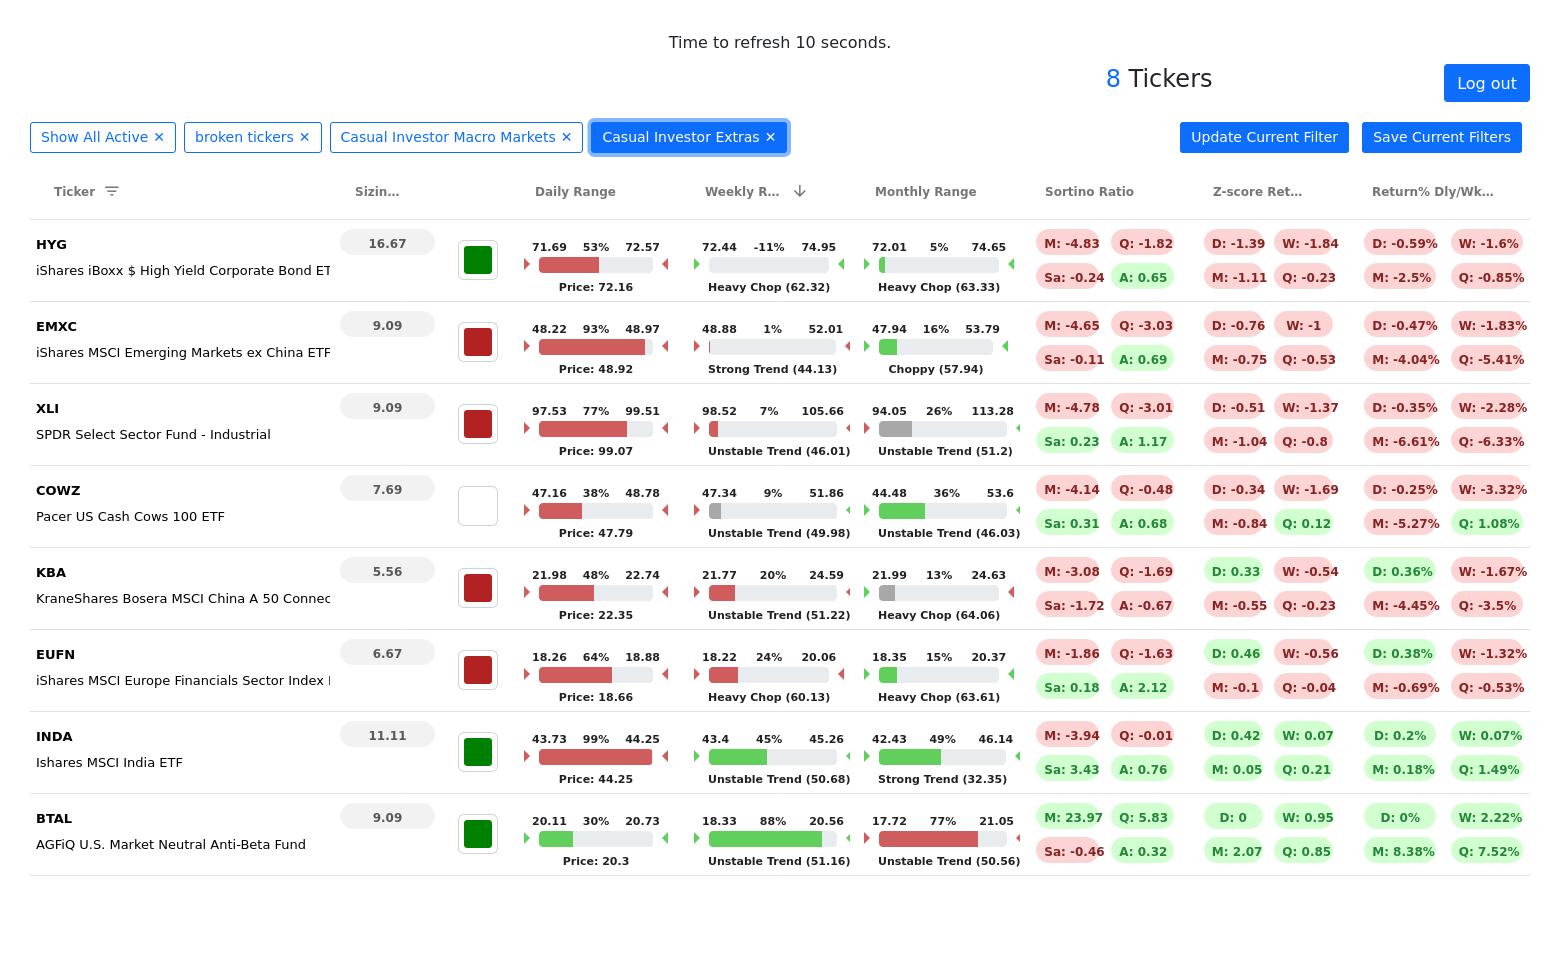 Time to refresh 10 seconds.
8 Tickers
Log out
Show All Active ✕ broken tickers ✕ Casual Investor Macro Markets ✕ Casual Investor Extras ✕ Update Current Filter Save Current Filters
Ticker Sizin… Daily Range Weekly R… Monthly Range Sortino Ratio Z-score Ret… Return% Dly/Wk…
HYG 16.67 71.69 53% 72.57 72.44 -11% 74.95 72.01 5% 74.65 M: -4.83 Q: -1.82 D: -1.39 W: -1.84 D: -0.59% W: -1.6%
iShares iBoxx $ High Yield Corporate Bond ET Sa: -0.24 A: 0.65 M: -1.11 Q: -0.23 M: -2.5% Q: -0.85%
Price: 72.16 Heavy Chop (62.32) Heavy Chop (63.33)
EMXC 9.09 48.22 93% 48.97 48.88 1% 52.01 47.94 16% 53.79 M: -4.65 Q: -3.03 D: -0.76 W: -1 D: -0.47% W: -1.83%
iShares MSCI Emerging Markets ex China ETF Sa: -0.11 A: 0.69 M: -0.75 Q: -0.53 M: -4.04% Q: -5.41%
Price: 48.92 Strong Trend (44.13) Choppy (57.94)
XLI 9.09 97.53 77% 99.51 98.52 7% 105.66 94.05 26% 113.28 M: -4.78 Q: -3.01 D: -0.51 W: -1.37 D: -0.35% W: -2.28%
SPDR Select Sector Fund - Industrial Sa: 0.23 A: 1.17 M: -1.04 Q: -0.8 M: -6.61% Q: -6.33%
Price: 99.07 Unstable Trend (46.01) Unstable Trend (51.2)
COWZ 7.69 47.16 38% 48.78 47.34 9% 51.86 44.48 36% 53.6 M: -4.14 Q: -0.48 D: -0.34 W: -1.69 D: -0.25% W: -3.32%
Pacer US Cash Cows 100 ETF Sa: 0.31 A: 0.68 M: -0.84 Q: 0.12 M: -5.27% Q: 1.08%
Price: 47.79 Unstable Trend (49.98) Unstable Trend (46.03)
KBA 5.56 21.98 48% 22.74 21.77 20% 24.59 21.99 13% 24.63 M: -3.08 Q: -1.69 D: 0.33 W: -0.54 D: 0.36% W: -1.67%
KraneShares Bosera MSCI China A 50 Connec Sa: -1.72 A: -0.67 M: -0.55 Q: -0.23 M: -4.45% Q: -3.5%
Price: 22.35 Unstable Trend (51.22) Heavy Chop (64.06)
EUFN 6.67 18.26 64% 18.88 18.22 24% 20.06 18.35 15% 20.37 M: -1.86 Q: -1.63 D: 0.46 W: -0.56 D: 0.38% W: -1.32%
iShares MSCI Europe Financials Sector Index Sa: 0.18 A: 2.12 M: -0.1 Q: -0.04 M: -0.69% Q: -0.53%
Price: 18.66 Heavy Chop (60.13) Heavy Chop (63.61)
INDA 11.11 43.73 99% 44.25 43.4 45% 45.26 42.43 49% 46.14 M: -3.94 Q: -0.01 D: 0.42 W: 0.07 D: 0.2% W: 0.07%
Ishares MSCI India ETF Sa: 3.43 A: 0.76 M: 0.05 Q: 0.21 M: 0.18% Q: 1.49%
Price: 44.25 Unstable Trend (50.68) Strong Trend (32.35)
BTAL 9.09 20.11 30% 20.73 18.33 88% 20.56 17.72 77% 21.05 M: 23.97 Q: 5.83 D: 0 W: 0.95 D: 0% W: 2.22%
AGFiQ U.S. Market Neutral Anti-Beta Fund Sa: -0.46 A: 0.32 M: 2.07 Q: 0.85 M: 8.38% Q: 7.52%
Price: 20.3 Unstable Trend (51.16) Unstable Trend (50.56)